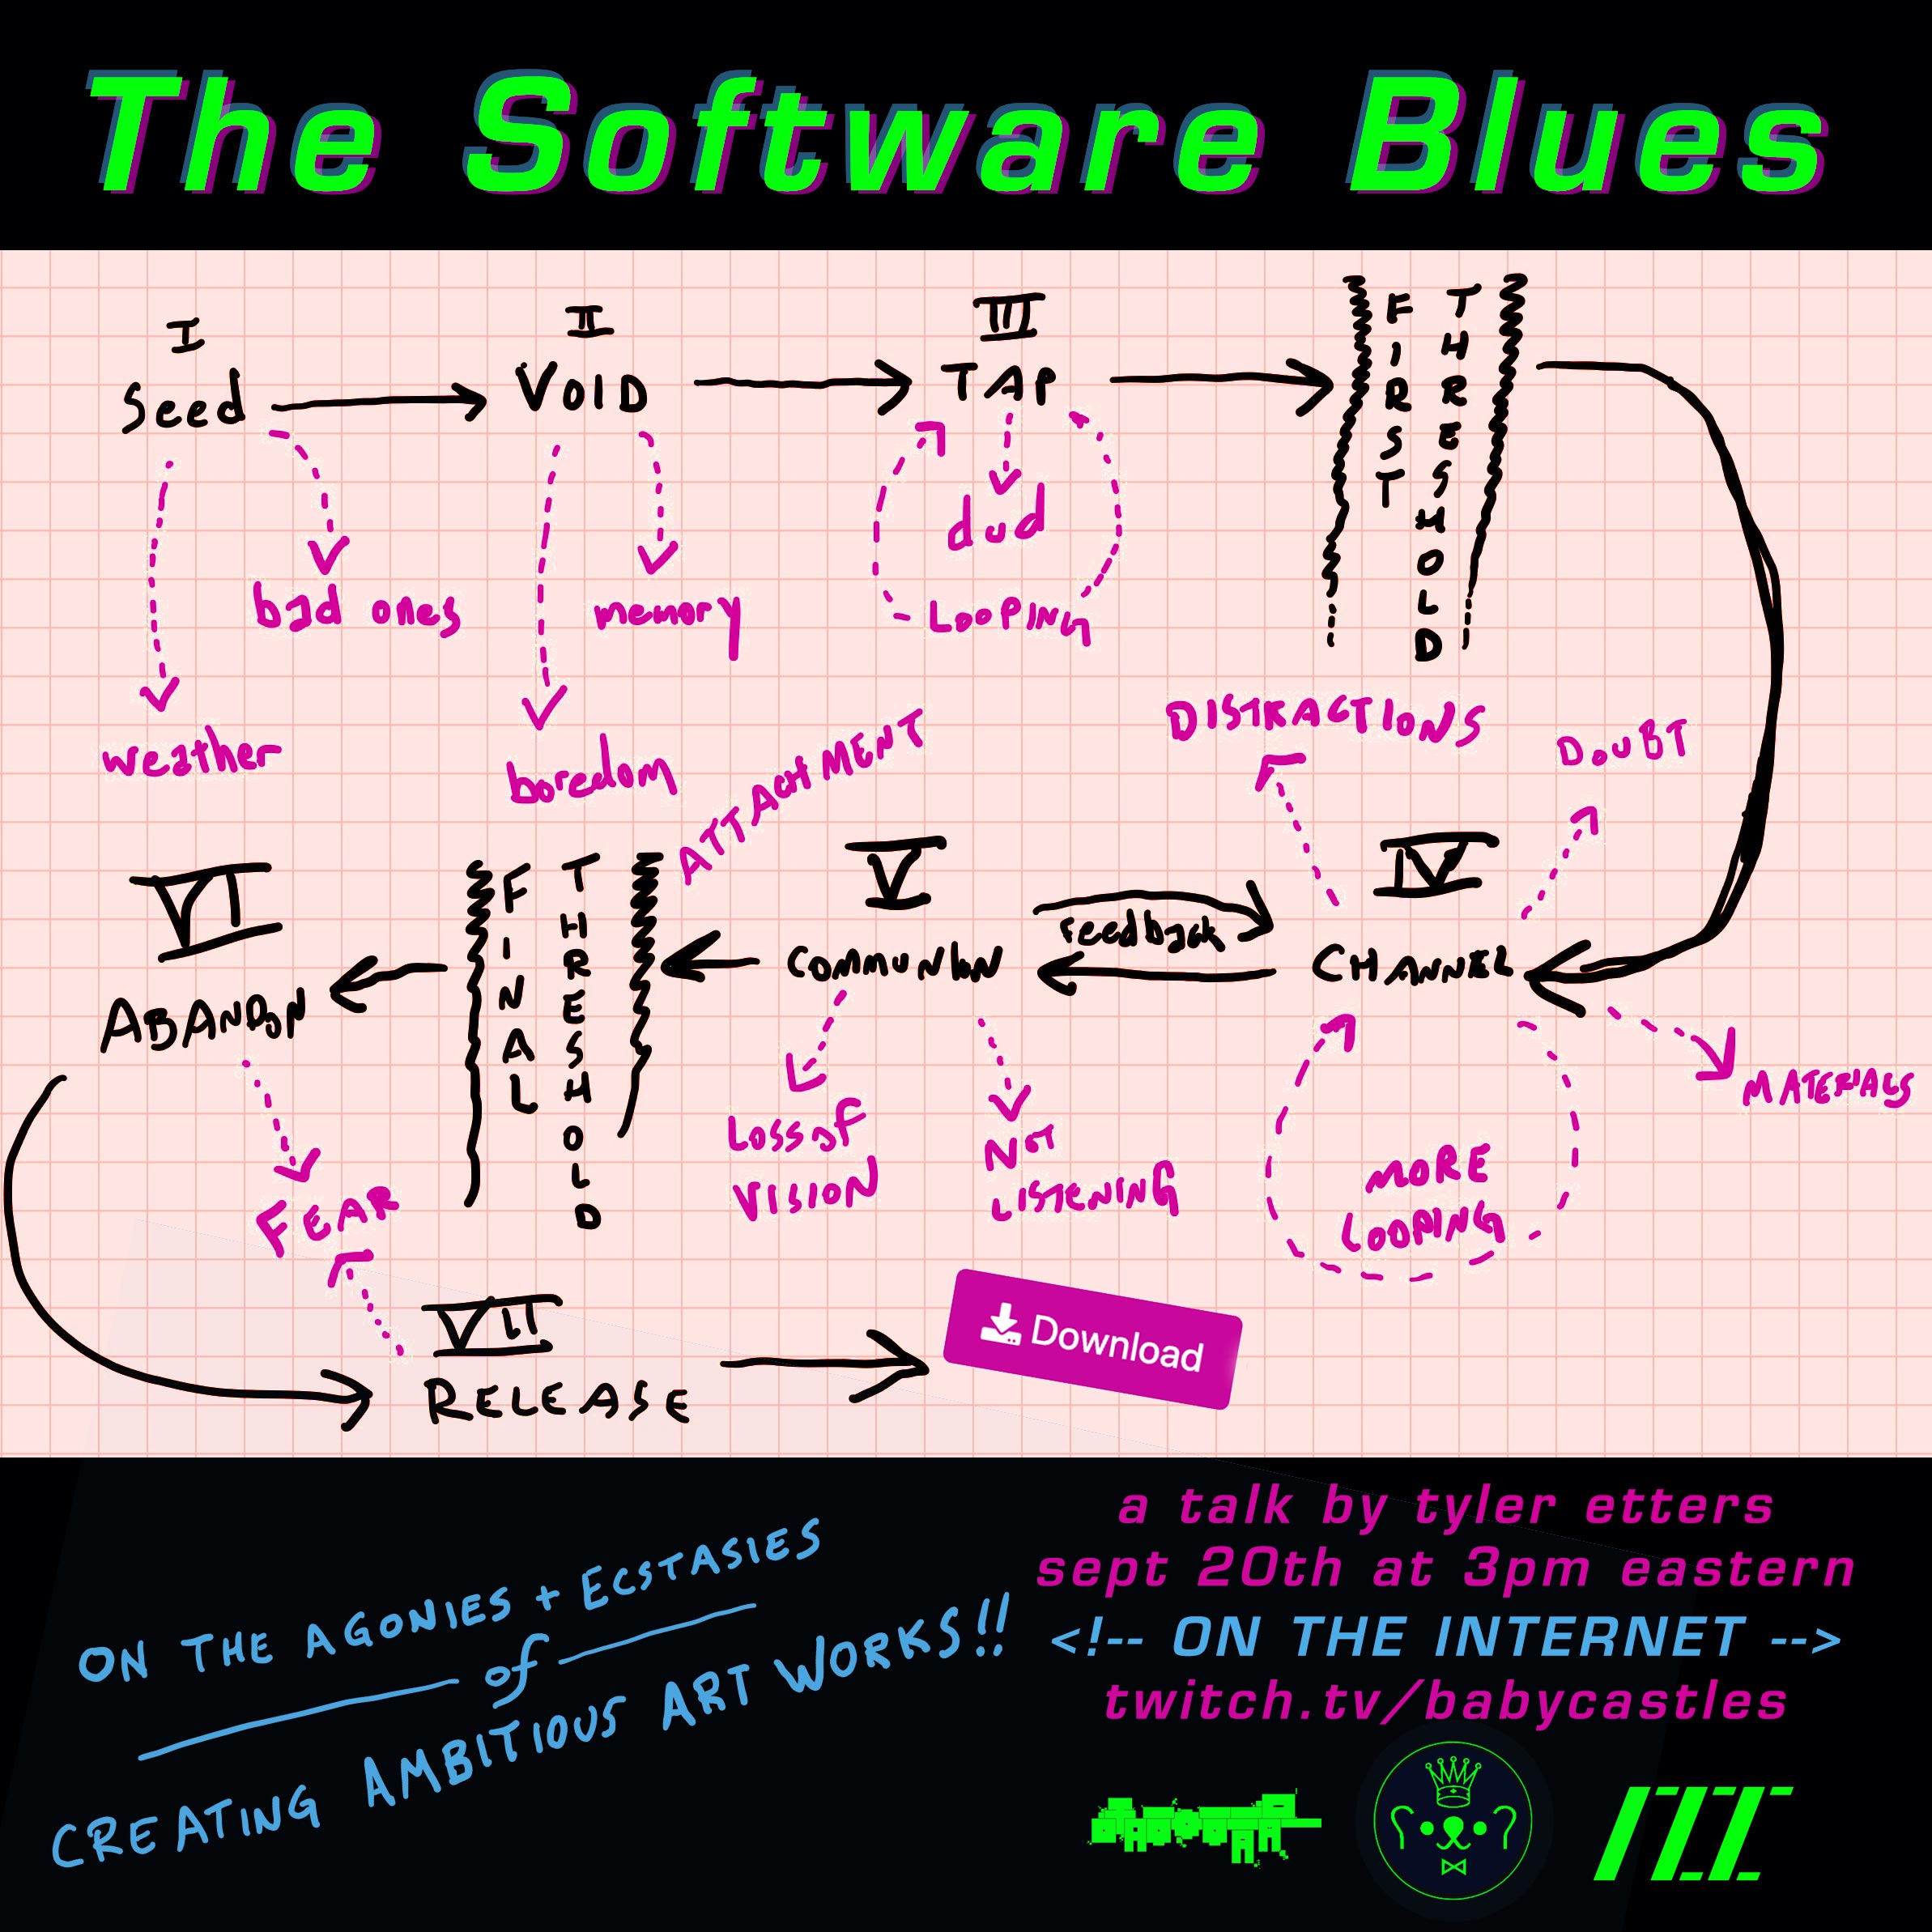 The Software Blues
I
Seed
II
VOID
III
TAP
FIRST
THRESHOLD
bad ones
weather
memory
boredom
dud
LOOPING
DISTRACTIONS
DOUBT
ATTACHMENT
IV
CHANNEL
MATERIALS
MORE
LOOPING
feedback
V
COMMUNION
LOSS OF
VISION
NOT
LISTENING
FINAL
THRESHOLD
VI
ABANDON
FEAR
VII
RELEASE
Download
ON THE AGONIES + ECSTASIES
of
CREATING AMBITIOUS ART WORKS!!
a talk by tyler etters
sept 20th at 3pm eastern
<!-- ON THE INTERNET -->
twitch.tv/babycastles